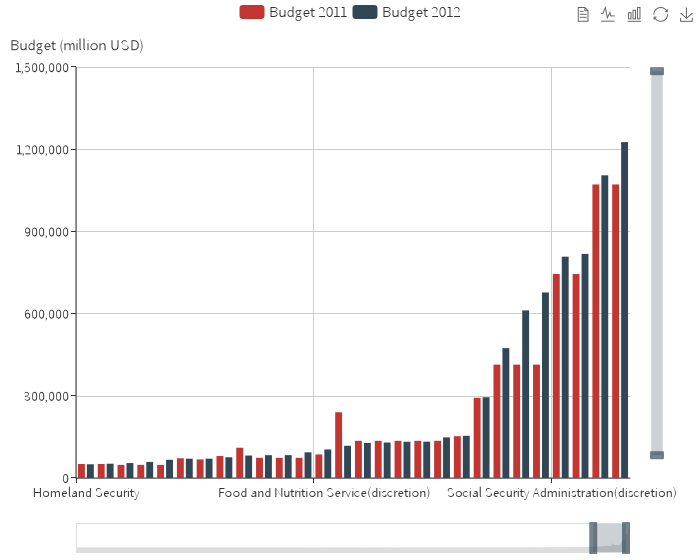 Budget 2011 Budget 2012
Budget (million USD)
1,500,000
1,200,000
900,000
600,000
300,000
0
Homeland Security Food and Nutrition Service(discretion) Social Security Administration(discretion)